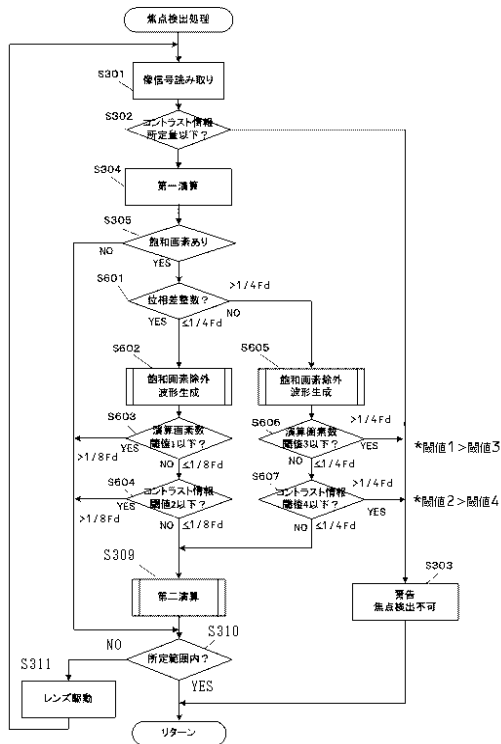 焦点検出処理
S301
像信号読み取り
S302
コントラスト情報
所定量以下?
S304
第一演算
S305
飽和画素あり
NO
YES
S601
>1/4Fd
位相差整数?
NO
YES
≤1/4Fd
S602
S605
飽和画素除外
波形生成
飽和画素除外
波形生成
S603
>1/4Fd
演算画素数
閾値1以下?
S606
演算画素数
閾値3以下?
YES
YES
*閾値1>閾値3
>1/8Fd
NO
≤1/8Fd
NO
≤1/4Fd
S604
S607
>1/4Fd
コントラスト情報
閾値2以下?
コントラスト情報
閾値4以下?
*閾値2>閾値4
>1/8Fd
YES
YES
NO
≤1/8Fd
NO
≤1/4Fd
S309
S303
第二演算
警告
焦点検出不可
NO
S310
所定範囲内?
S311
YES
レンズ駆動
リターン